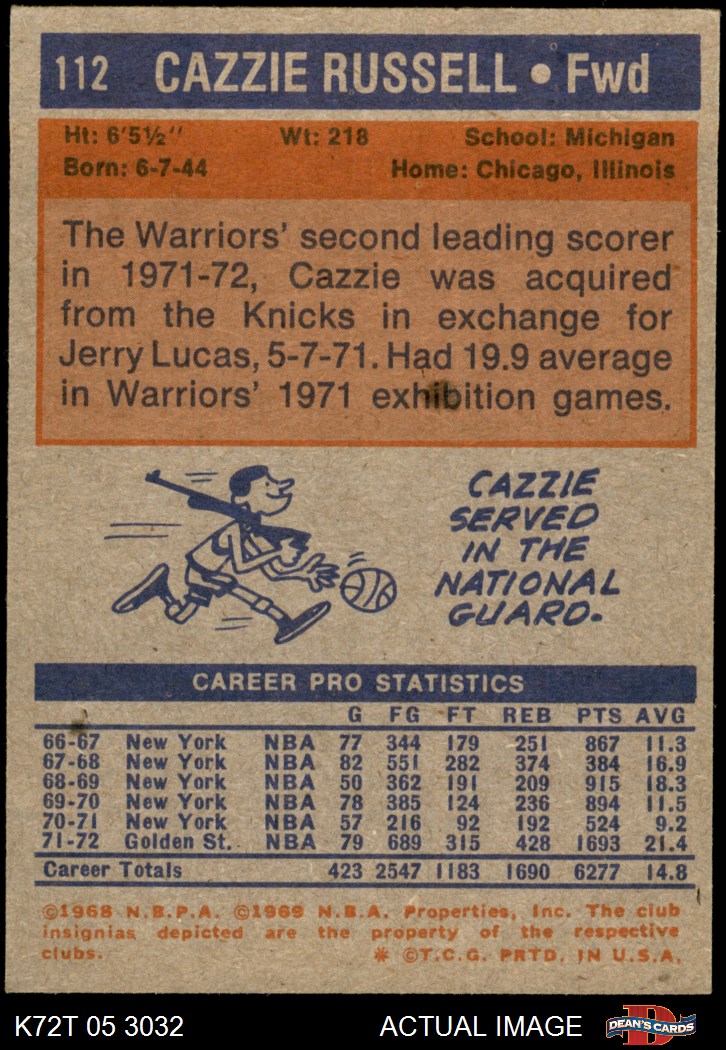 112 CAZZIE RUSSELL • Fwd
Ht: 6'5½" Wt: 218 School: Michigan
Born: 6-7-44 Home: Chicago, Illinois
The Warriors' second leading scorer
in 1971-72, Cazzie was acquired
from the Knicks in exchange for
Jerry Lucas, 5-7-71. Had 19.9 average
in Warriors' 1971 exhibition games.
CAZZIE
SERVED
IN THE
NATIONAL
GUARD.
CAREER PRO STATISTICS
G FG FT REB PTS AVG
66-67 New York NBA 77 344 179 251 867 11.3
67-68 New York NBA 82 551 282 374 384 16.9
68-69 New York NBA 50 362 191 209 915 18.3
69-70 New York NBA 78 385 124 236 894 11.5
70-71 New York NBA 57 216 92 192 524 9.2
71-72 Golden St. NBA 79 689 315 428 1693 21.4
Career Totals 423 2547 1183 1690 6277 14.8
©1968 N.B.P.A. ©1969 N.B.A. Properties, Inc. The club
insignias depicted are the property of the respective
clubs. * ©T.C.G. PRTD. IN U.S.A.
K72T 05 3032 ACTUAL IMAGE D DEAN'S CARDS